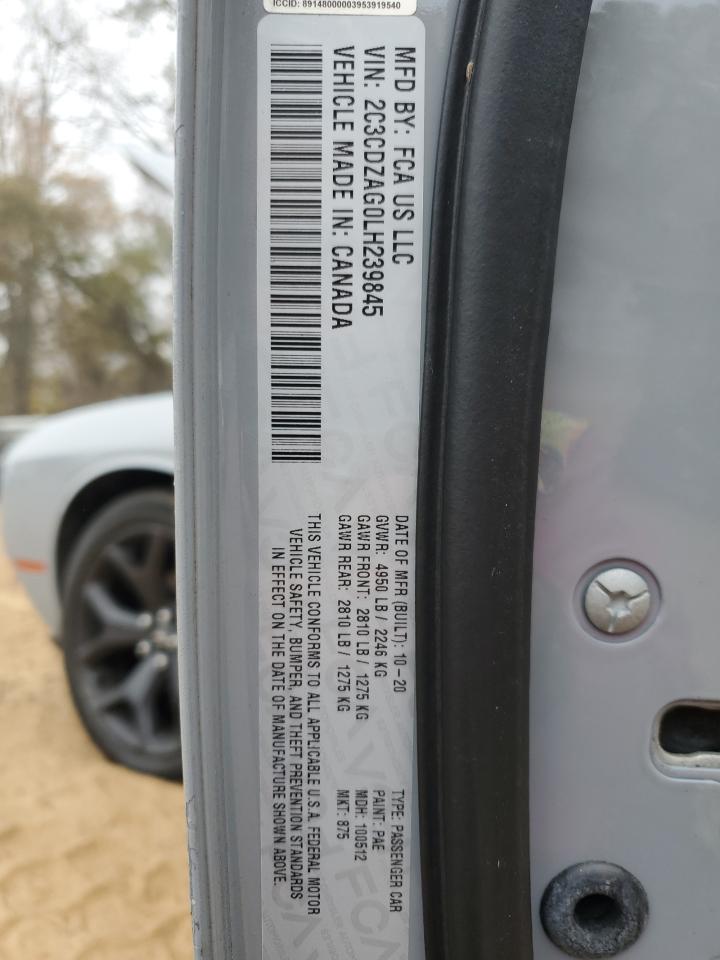 ICCID: 89148000003953919540
MFD BY: FCA US LLC
VIN: 2C3CDZAG0LH239845
VEHICLE MADE IN: CANADA
DATE OF MFR (BUILT): 10-20
GVWR: 4950 LB / 2246 KG
GAWR FRONT: 2810 LB / 1275 KG
GAWR REAR: 2810 LB / 1275 KG
TYPE: PASSENGER CAR
PAINT: PAE
MDH: 100512
MKT: 875
THIS VEHICLE CONFORMS TO ALL APPLICABLE U.S.A. FEDERAL MOTOR
VEHICLE SAFETY, BUMPER, AND THEFT PREVENTION STANDARDS
IN EFFECT ON THE DATE OF MANUFACTURE SHOWN ABOVE.